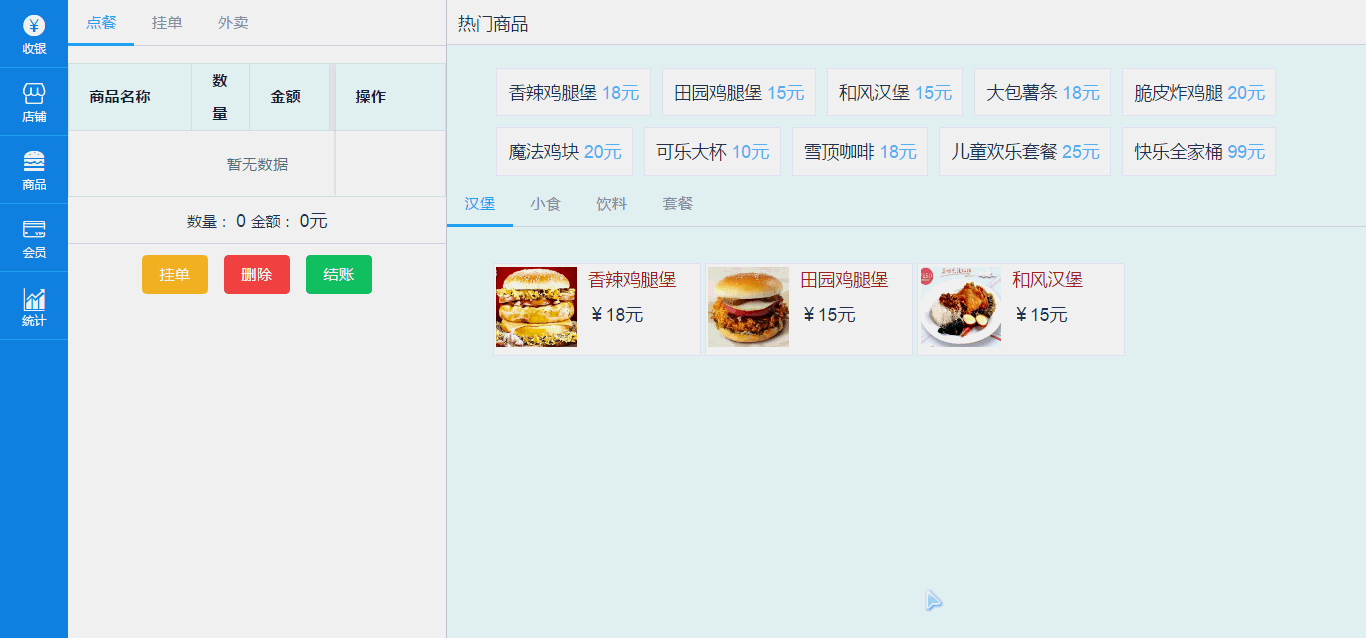 收银
店铺
商品
会员
统计
点餐 挂单 外卖
商品名称 数量 金额 操作
暂无数据
数量： 0 金额： 0元
挂单 删除 结账
热门商品
香辣鸡腿堡 18元 田园鸡腿堡 15元 和风汉堡 15元 大包薯条 18元 脆皮炸鸡腿 20元
魔法鸡块 20元 可乐大杯 10元 雪顶咖啡 18元 儿童欢乐套餐 25元 快乐全家桶 99元
汉堡 小食 饮料 套餐
香辣鸡腿堡
￥18元
田园鸡腿堡
￥15元
和风汉堡
￥15元